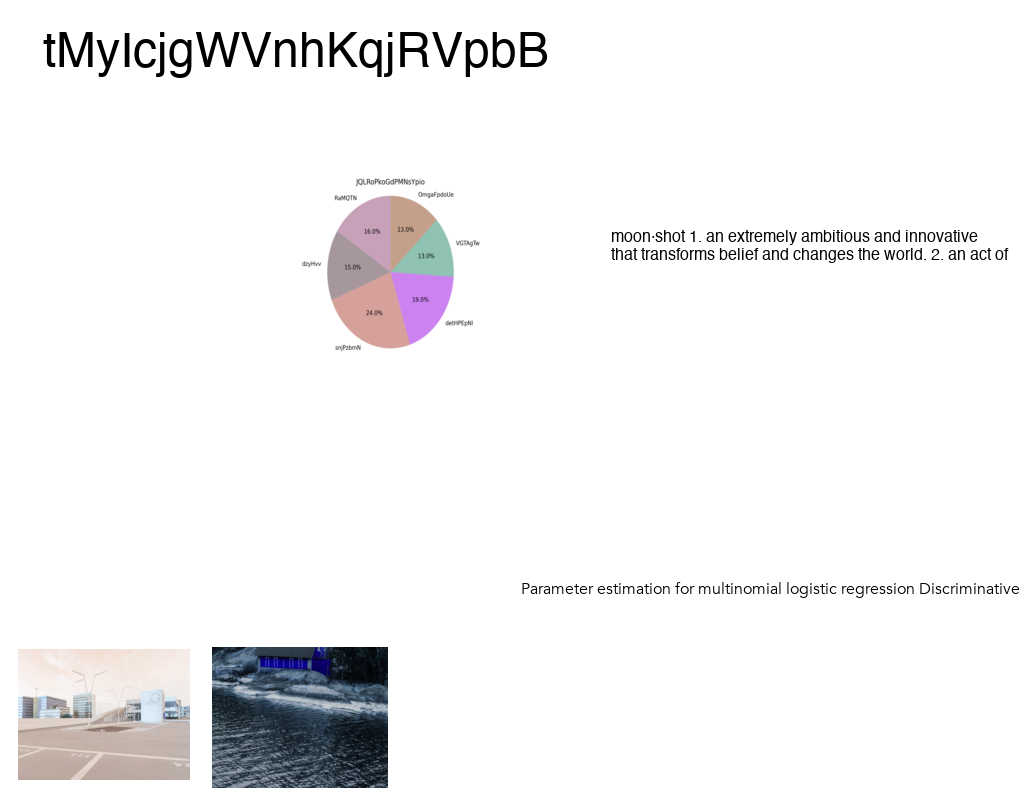 tMyIcjgWVnhKqjRVpbB
JQLRoPkoGdPMNsYpio
RaMQTN
OmgaFpdoUe
16.0%
13.0%
VGTAgTw
13.0%
dzyHvv
15.0%
19.0%
24.0%
detHPEpNl
snjPzbmN
moon·shot 1. an extremely ambitious and innovative
that transforms belief and changes the world. 2. an act of
Parameter estimation for multinomial logistic regression Discriminative